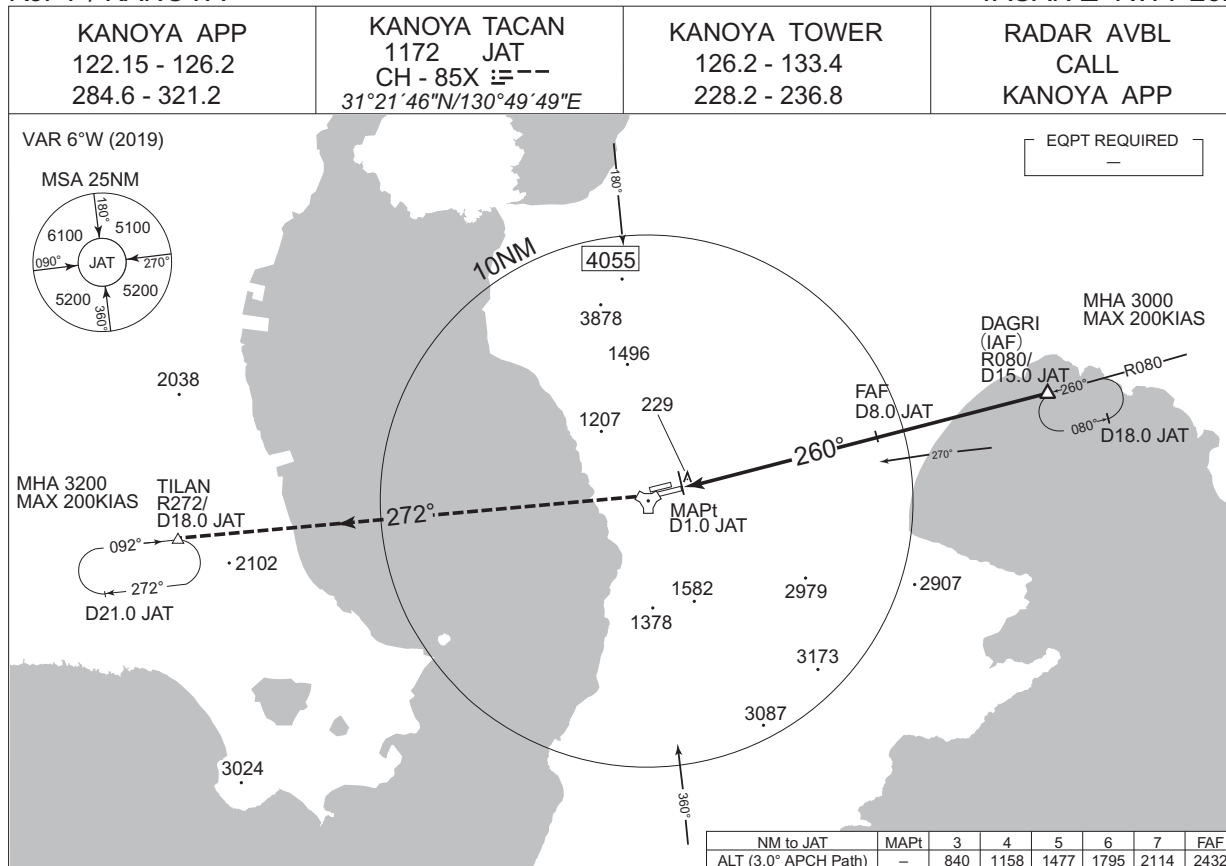 KANOYA APP
122.15 - 126.2
284.6 - 321.2
KANOYA TACAN
1172 JAT
CH - 85X
31°21´46"N/130°49´49"E
KANOYA TOWER
126.2 - 133.4
228.2 - 236.8
RADAR AVBL
CALL
KANOYA APP
VAR 6°W (2019)
EQPT REQUIRED
–
MSA 25NM
180°
6100
5100
090°
JAT
270°
5200
5200
360°
180°
10NM
4055
3878
1496
2038
1207
229
MHA 3000
MAX 200KIAS
DAGRI
(IAF)
R080/
D15.0 JAT
R080
260°
080°
D18.0 JAT
FAF
D8.0 JAT
260°
270°
MAPt
D1.0 JAT
A
MHA 3200
MAX 200KIAS
TILAN
R272/
D18.0 JAT
272°
092°
272°
D21.0 JAT
2102
1582
1378
2979
2907
3173
3087
3024
360°
NM to JAT MAPt 3 4 5 6 7 FAF
ALT (3.0° APCH Path) – 840 1158 1477 1795 2114 2432